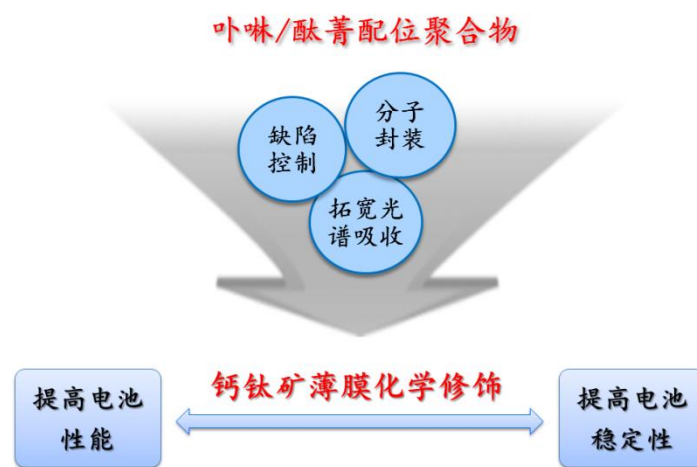 卟啉/酞菁配位聚合物
缺陷
控制
分子
封装
拓宽光
谱吸收
钙钛矿薄膜化学修饰
提高电池
性能
提高电池
稳定性